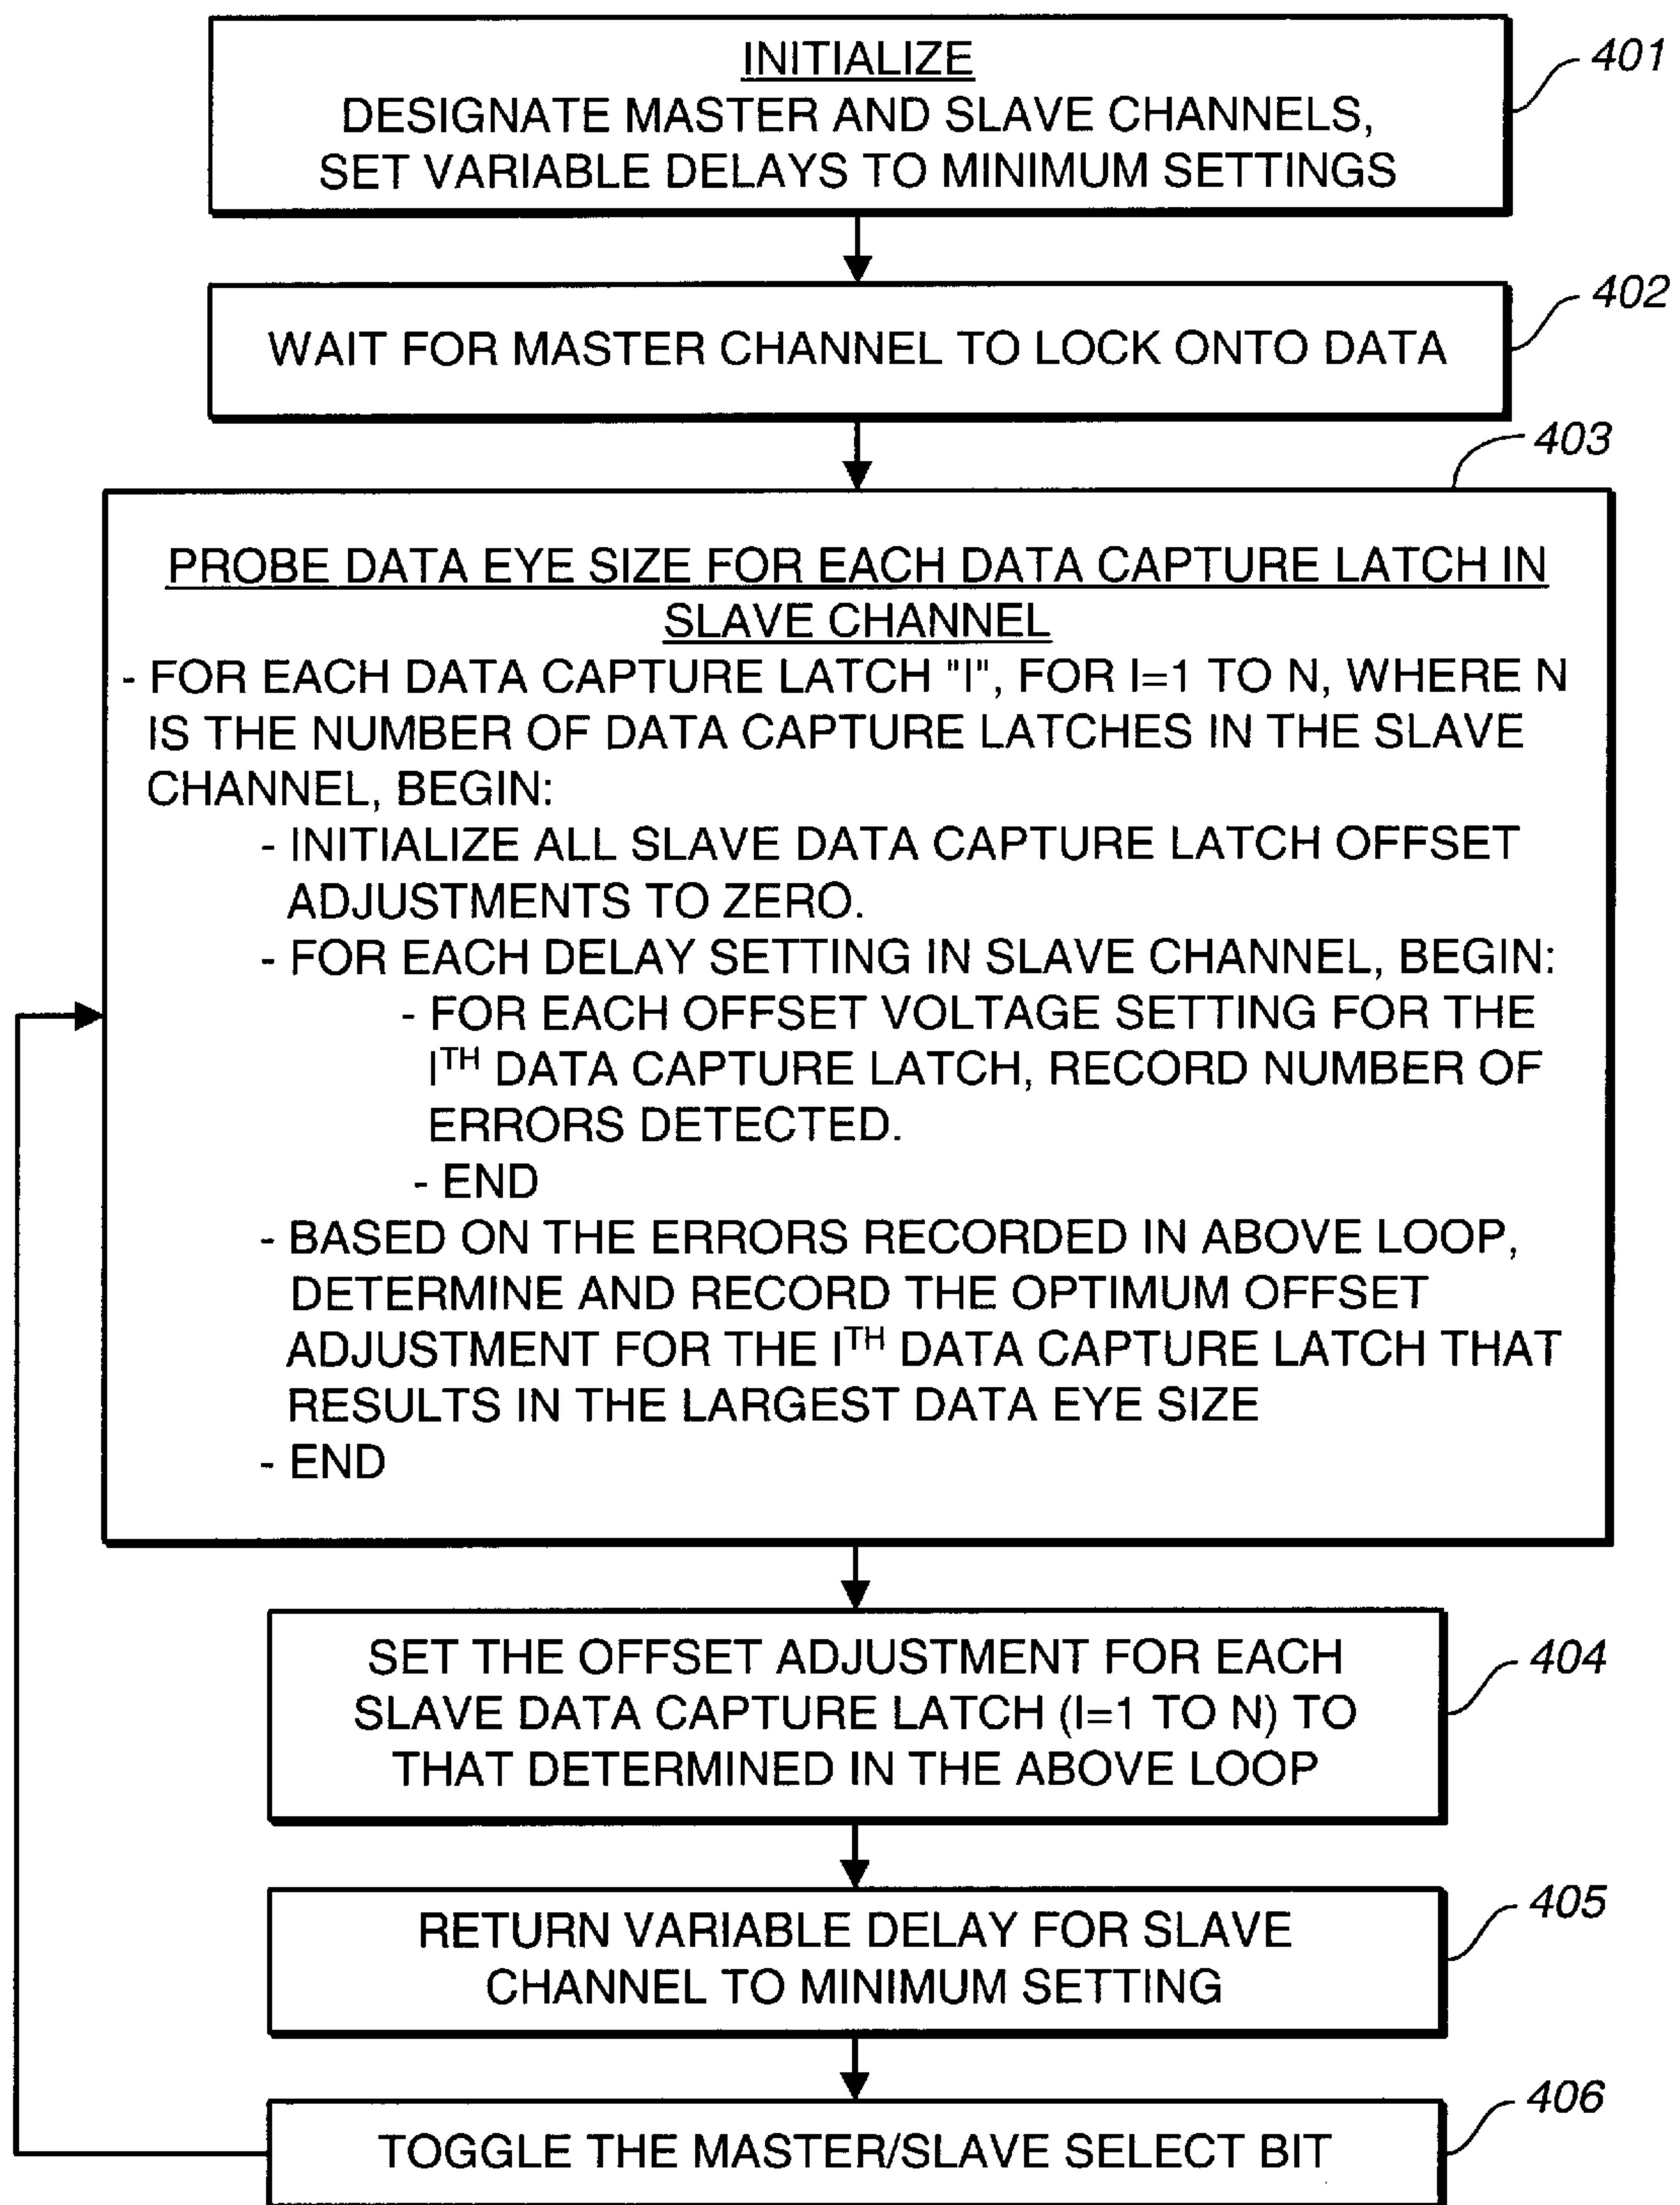 INITIALIZE
DESIGNATE MASTER AND SLAVE CHANNELS,
SET VARIABLE DELAYS TO MINIMUM SETTINGS
401
WAIT FOR MASTER CHANNEL TO LOCK ONTO DATA
402
403
PROBE DATA EYE SIZE FOR EACH DATA CAPTURE LATCH IN
SLAVE CHANNEL
- FOR EACH DATA CAPTURE LATCH "I", FOR I=1 TO N, WHERE N
IS THE NUMBER OF DATA CAPTURE LATCHES IN THE SLAVE
CHANNEL, BEGIN:
- INITIALIZE ALL SLAVE DATA CAPTURE LATCH OFFSET
ADJUSTMENTS TO ZERO.
- FOR EACH DELAY SETTING IN SLAVE CHANNEL, BEGIN:
- FOR EACH OFFSET VOLTAGE SETTING FOR THE
I^TH DATA CAPTURE LATCH, RECORD NUMBER OF
ERRORS DETECTED.
- END
- BASED ON THE ERRORS RECORDED IN ABOVE LOOP,
DETERMINE AND RECORD THE OPTIMUM OFFSET
ADJUSTMENT FOR THE I^TH DATA CAPTURE LATCH THAT
RESULTS IN THE LARGEST DATA EYE SIZE
- END
SET THE OFFSET ADJUSTMENT FOR EACH
SLAVE DATA CAPTURE LATCH (I=1 TO N) TO
THAT DETERMINED IN THE ABOVE LOOP
404
RETURN VARIABLE DELAY FOR SLAVE
CHANNEL TO MINIMUM SETTING
405
TOGGLE THE MASTER/SLAVE SELECT BIT
406